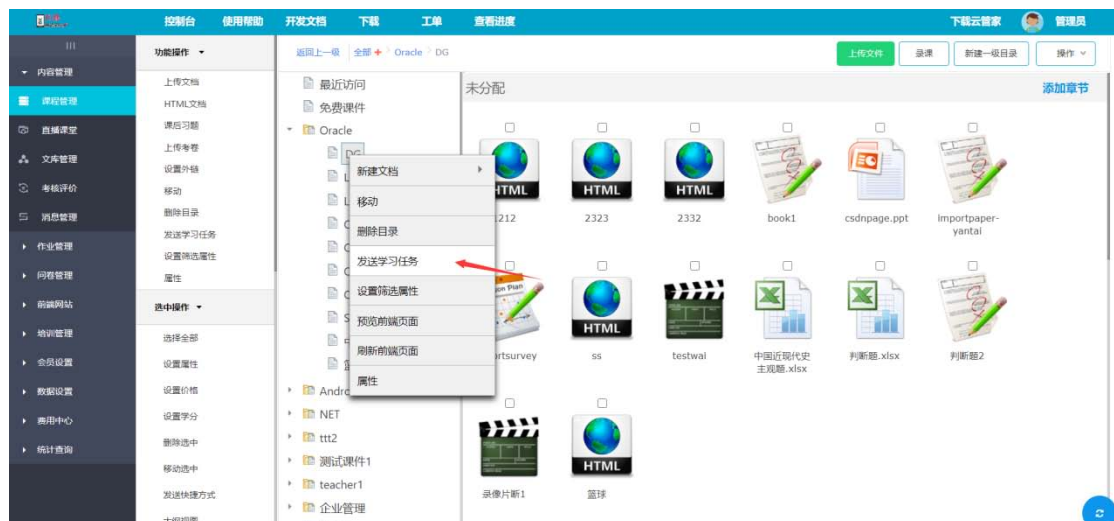 控制台 使用帮助 开发文档 下载 工单 查看进度 下载云管家 管理员
功能操作
返回上一级 全部 + Oracle DG
上传文件 录课 新建一级目录 操作
内容管理
课程管理
直播课堂
文库管理
考核评价
消息管理
作业管理
问卷管理
前端网站
培训管理
会员设置
数据设置
费用中心
统计查询
上传文档
HTML文档
课后习题
上传考卷
设置外链
移动
删除目录
发送学习任务
设置筛选属性
属性
选中操作
选择全部
设置属性
设置价格
设置学分
删除选中
移动选中
发送快捷方式
大纲视图
最近访问
免费课件
Oracle
DG
Andro
NET
ttt2
测试课件1
teacher1
企业管理
新建文档
移动
删除目录
发送学习任务
设置筛选属性
预览前端页面
刷新前端页面
属性
未分配 添加章节
HTML HTML HTML
1212 2323 2332 book1 csdnpage.ppt importpaper-
yantai
HTML
rtsurvey ss testwai 中国近现代史 判断题.xlsx 判断题2
主观题.xlsx
HTML
录像片断1 篮球